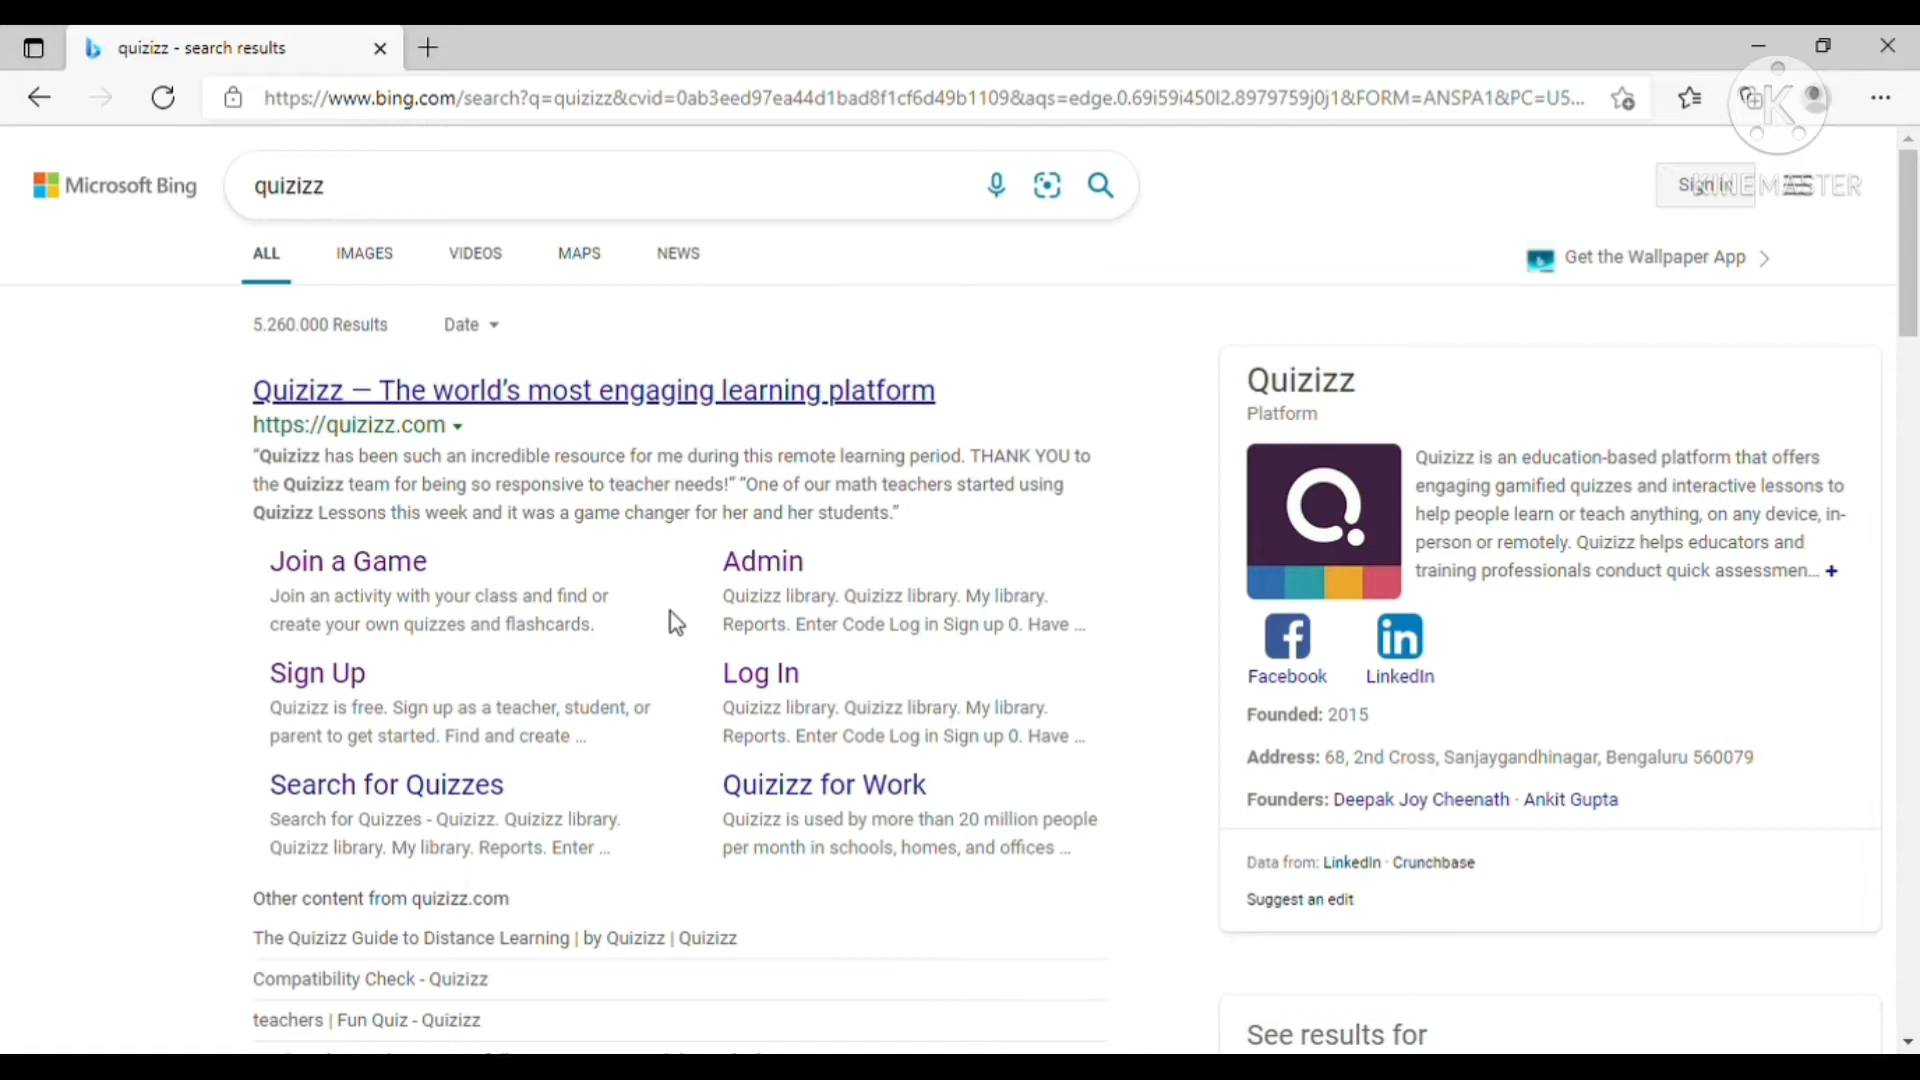 quizizz - search results
https://www.bing.com/search?q=quizizz&cvid=0ab3eed97ea44d1bad8f1cf6d49b1109&aqs=edge.0.69i59i450l2.8979759j0j1&FORM=ANSPA1&PC=U5...
K
Microsoft Bing
quizizz
Sign in
KINEMASTER
ALL IMAGES VIDEOS MAPS NEWS
Get the Wallpaper App
5.260.000 Results Date
Quizizz — The world's most engaging learning platform
https://quizizz.com
"Quizizz has been such an incredible resource for me during this remote learning period. THANK YOU to
the Quizizz team for being so responsive to teacher needs!" "One of our math teachers started using
Quizizz Lessons this week and it was a game changer for her and her students."
Join a Game
Join an activity with your class and find or
create your own quizzes and flashcards.
Admin
Quizizz library. Quizizz library. My library.
Reports. Enter Code Log in Sign up 0. Have ...
Sign Up
Quizizz is free. Sign up as a teacher, student, or
parent to get started. Find and create ...
Log In
Quizizz library. Quizizz library. My library.
Reports. Enter Code Log in Sign up 0. Have ...
Search for Quizzes
Search for Quizzes - Quizizz. Quizizz library.
Quizizz library. My library. Reports. Enter ...
Quizizz for Work
Quizizz is used by more than 20 million people
per month in schools, homes, and offices ...
Other content from quizizz.com
The Quizizz Guide to Distance Learning | by Quizizz | Quizizz
Compatibility Check - Quizizz
teachers | Fun Quiz - Quizizz
Quizizz
Platform
Quizizz is an education-based platform that offers
engaging gamified quizzes and interactive lessons to
help people learn or teach anything, on any device, in-
person or remotely. Quizizz helps educators and
training professionals conduct quick assessmen... +
Facebook LinkedIn
Founded: 2015
Address: 68, 2nd Cross, Sanjaygandhinagar, Bengaluru 560079
Founders: Deepak Joy Cheenath · Ankit Gupta
Data from: LinkedIn · Crunchbase
Suggest an edit
See results for